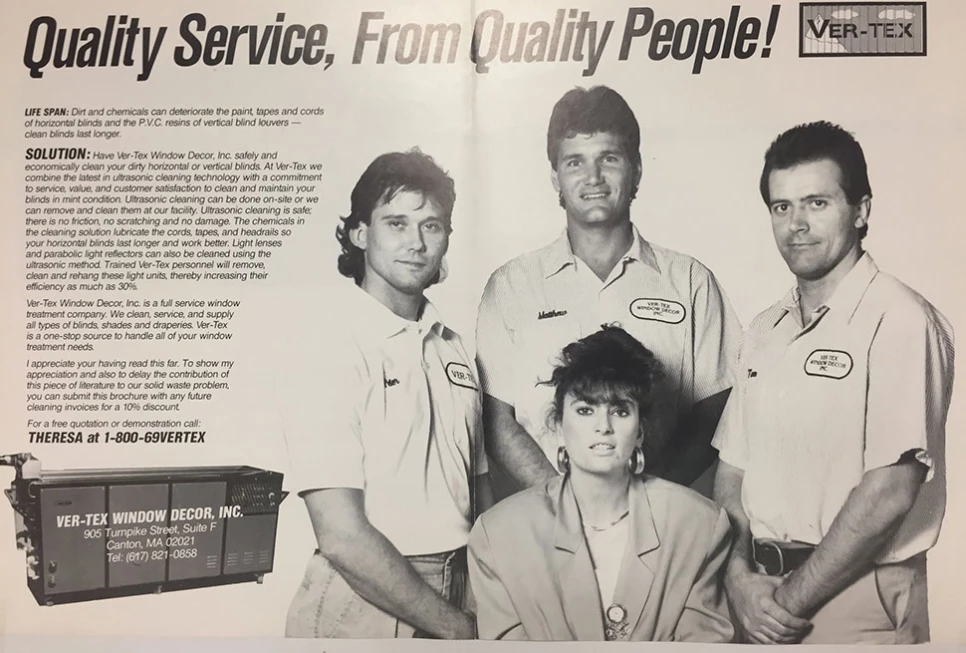 Quality Service, From Quality People!
VER-TEX
LIFE SPAN: Dirt and chemicals can deteriorate the paint, tapes and cords
of horizontal blinds and the P.V.C. resins of vertical blind louvers —
clean blinds last longer.
SOLUTION: Have Ver-Tex Window Decor, Inc. safely and
economically clean your dirty horizontal or vertical blinds. At Ver-Tex we
combine the latest in ultrasonic cleaning technology with a commitment
to service, value, and customer satisfaction to clean and maintain your
blinds in mint condition. Ultrasonic cleaning can be done on-site or we
can remove and clean them at our facility. Ultrasonic cleaning is safe;
there is no friction, no scratching and no damage. The chemicals in
the cleaning solution lubricate the cords, tapes, and headrails so
your horizontal blinds last longer and work better. Light lenses
and parabolic light reflectors can also be cleaned using the
ultrasonic method. Trained Ver-Tex personnel will remove,
clean and rehang these light units, thereby increasing their
efficiency as much as 30%.
Ver-Tex Window Decor, Inc. is a full service window
treatment company. We clean, service, and supply
all types of blinds, shades and draperies. Ver-Tex
is a one-stop source to handle all of your window
treatment needs.
I appreciate your having read this far. To show my
appreciation and also to delay the contribution of
this piece of literature to our solid waste problem,
you can submit this brochure with any future
cleaning invoices for a 10% discount.
For a free quotation or demonstration call:
THERESA at 1-800-69VERTEX
VER-TEX WINDOW DECOR, INC.
905 Turnpike Street, Suite F
Canton, MA 02021
Tel: (617) 821-0858
VER-T
Matthew
VER-TEX
WINDOW DECOR
INC.
VER-TEX
WINDOW DECOR
INC.